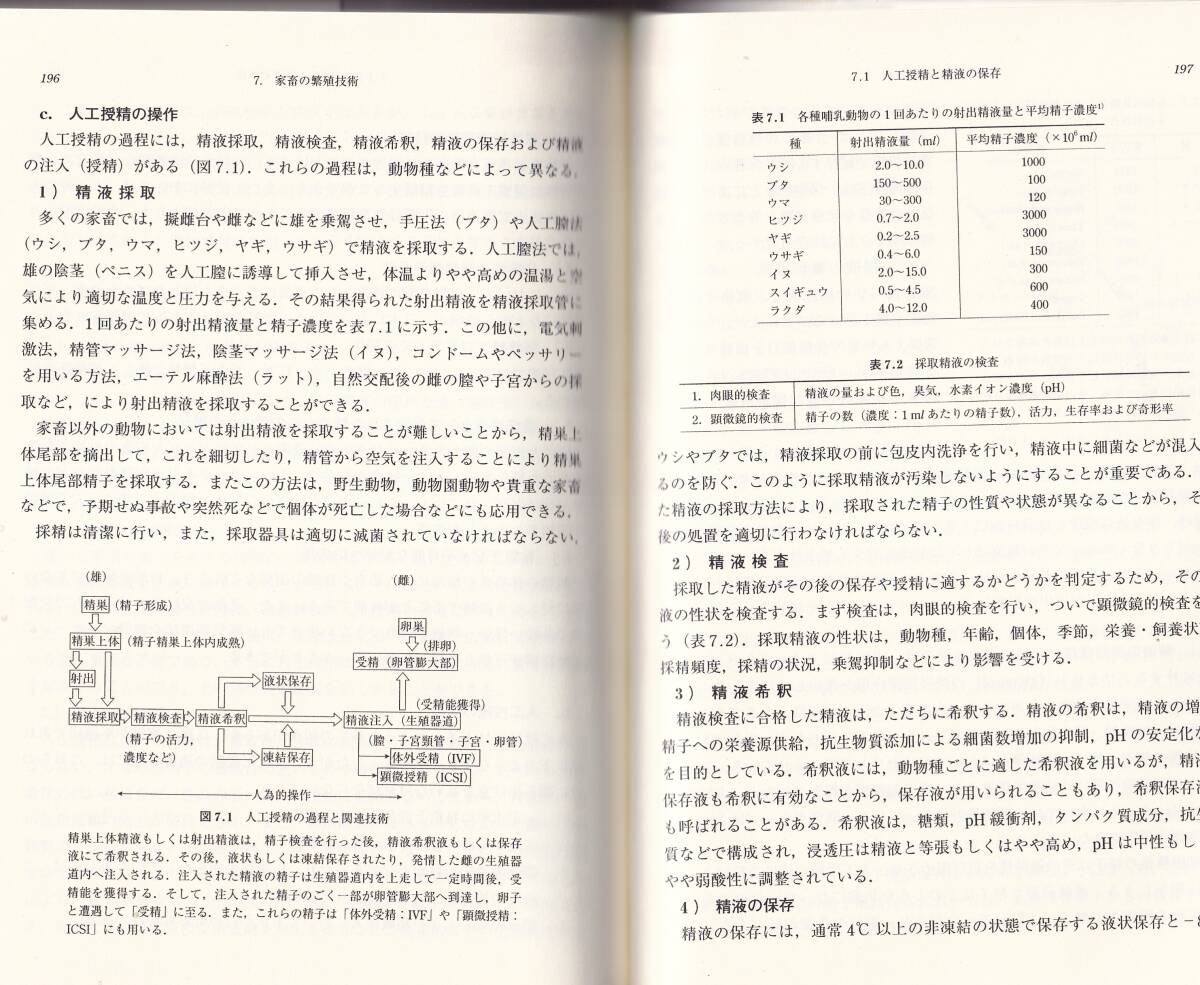 196
7. 家畜の繁殖技術
c. 人工授精の操作
人工授精の過程には,精液採取,精液検査,精液希釈,精液の保存および精液
の注入(授精)がある(図7.1).これらの過程は,動物種などによって異なる.
1) 精液採取
多くの家畜では,擬雌台や雌などに雄を乗駕させ,手圧法(ブタ)や人工腟法
(ウシ,ブタ,ウマ,ヒツジ,ヤギ,ウサギ)で精液を採取する.人工腟法では,
雄の陰茎(ペニス)を人工腟に誘導して挿入させ,体温よりやや高めの温湯と空
気により適切な温度と圧力を与える.その結果得られた射出精液を精液採取管に
集める.1回あたりの射出精液量と精子濃度を表7.1に示す.この他に,電気刺
激法,精管マッサージ法,陰茎マッサージ法(イヌ),コンドームやペッサリー
を用いる方法,エーテル麻酔法(ラット),自然交配後の雌の腟や子宮からの採
取など,により射出精液を採取することができる.
家畜以外の動物においては射出精液を採取することが難しいことから,精巣上
体尾部を摘出して,これを細切したり,精管から空気を注入することにより精巣
上体尾部精子を採取する.またこの方法は,野生動物,動物園動物や貴重な家畜
などで,予期せぬ事故や突然死などで個体が死亡した場合などにも応用できる.
採精は清潔に行い,また,採取器具は適切に滅菌されていなければならない.
(雄) (雌)
精巣 (精子形成)
卵巣
精巣上体 (精子精巣上体内成熟)
(排卵)
受精(卵管膨大部)
射出
液状保存
(受精能獲得)
精液採取 精液検査 精液希釈 精液注入(生殖器道)
(精子の活力,
濃度など)
(腟・子宮頸管・子宮・卵管)
凍結保存
体外受精(IVF)
顕微授精(ICSI)
人為的操作
図7.1 人工授精の過程と関連技術
精巣上体精液もしくは射出精液は,精子検査を行った後,精液希釈液もしくは保存
液にて希釈される.その後,液状もしくは凍結保存されたり,発情した雌の生殖器
道内へ注入される.注入された精液の精子は生殖器道内を上走して一定時間後,受
精能を獲得する.そして,注入された精子のごく一部が卵管膨大部へ到達し,卵子
と遭遇して「受精」に至る.また,これらの精子は「体外受精:IVF」や「顕微授精:
ICSI」にも用いる.
7.1 人工授精と精液の保存
197
表7.1 各種哺乳動物の1回あたりの射出精液量と平均精子濃度1)
種 射出精液量(ml) 平均精子濃度(×10⁶ml)
ウシ 2.0~10.0 1000
ブタ 150~500 100
ウマ 30~300 120
ヒツジ 0.7~2.0 3000
ヤギ 0.2~2.5 3000
ウサギ 0.4~6.0 150
イヌ 2.0~15.0 300
スイギュウ 0.5~4.5 600
ラクダ 4.0~12.0 400
表7.2 採取精液の検査
1. 肉眼的検査 精液の量および色,臭気,水素イオン濃度(pH)
2. 顕微鏡的検査 精子の数(濃度:1mlあたりの精子数),活力,生存率および奇形率
ウシやブタでは,精液採取の前に包皮内洗浄を行い,精液中に細菌などが混入
るのを防ぐ.このように採取精液が汚染しないようにすることが重要である.
た精液の採取方法により,採取された精子の性質や状態が異なることから,そ
後の処置を適切に行わなければならない.
2) 精液検査
採取した精液がその後の保存や授精に適するかどうかを判定するため,その
液の性状を検査する.まず検査は,肉眼的検査を行い,ついで顕微鏡的検査を
う(表7.2).採取精液の性状は,動物種,年齢,個体,季節,栄養・飼養状
採精頻度,採精の状況,乗駕抑制などにより影響を受ける.
3) 精液希釈
精液検査に合格した精液は,ただちに希釈する.精液の希釈は,精液の増
精子への栄養源供給,抗生物質添加による細菌数増加の抑制,pHの安定化な
を目的としている.希釈液には,動物種ごとに適した希釈液を用いるが,精液
保存液も希釈に有効なことから,保存液が用いられることもあり,希釈保存液
も呼ばれることがある.希釈液は,糖類,pH緩衝剤,タンパク質成分,抗生
質などで構成され,浸透圧は精液と等張もしくはやや高め,pHは中性もし
やや弱酸性に調整されている.
4) 精液の保存
精液の保存には,通常4℃以上の非凍結の状態で保存する液状保存と−8